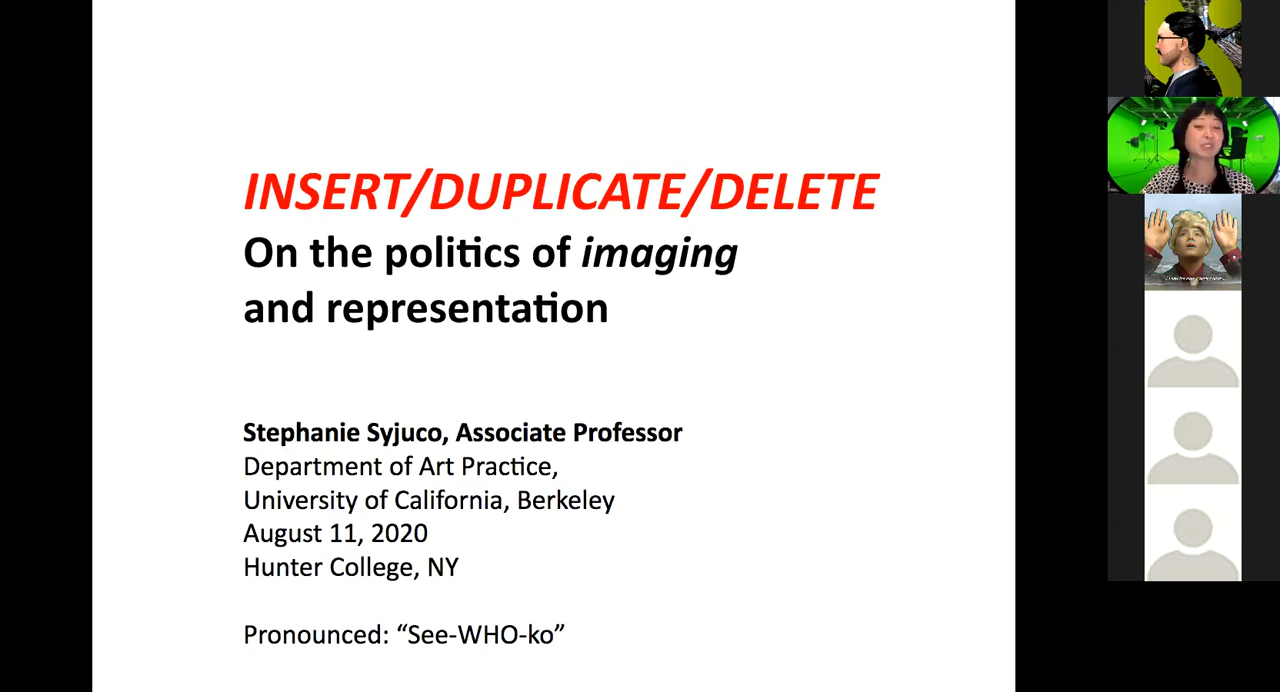 INSERT/DUPLICATE/DELETE
On the politics of imaging
and representation
Stephanie Syjuco, Associate Professor
Department of Art Practice,
University of California, Berkeley
August 11, 2020
Hunter College, NY
Pronounced: “See-WHO-ko”